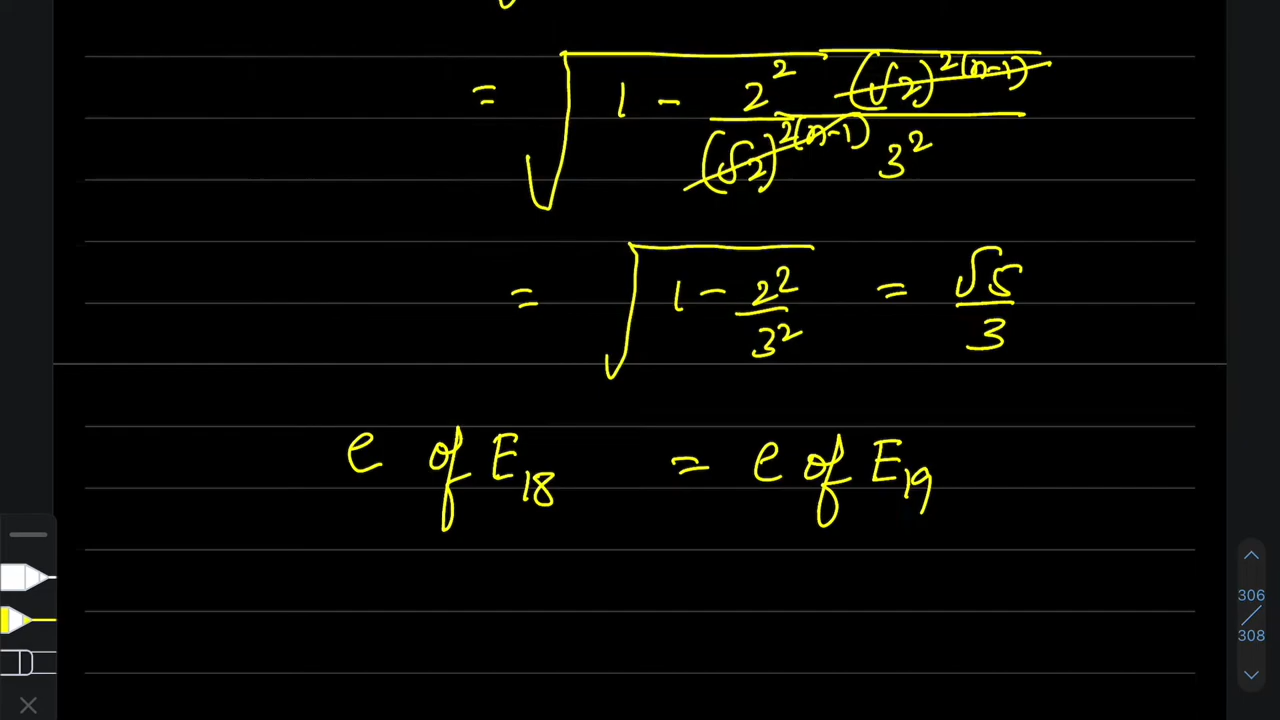 = √(1 - 2² (√2)^2(n-1) / (√2)^2(n-1) 3²)
= √(1 - 2²/3²) = √5/3
e of E₁₈ = e of E₁₉
306
/
308